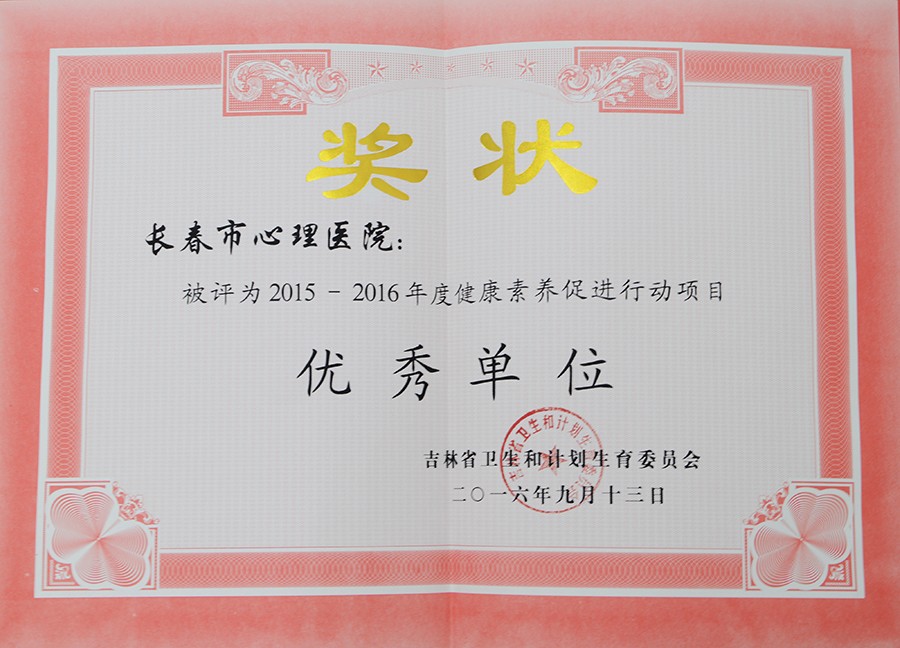 奖状
长春市心理医院：
被评为2015-2016年度健康素养促进行动项目
优秀单位
吉林省卫生和计划生育委员会
二〇一六年九月十三日